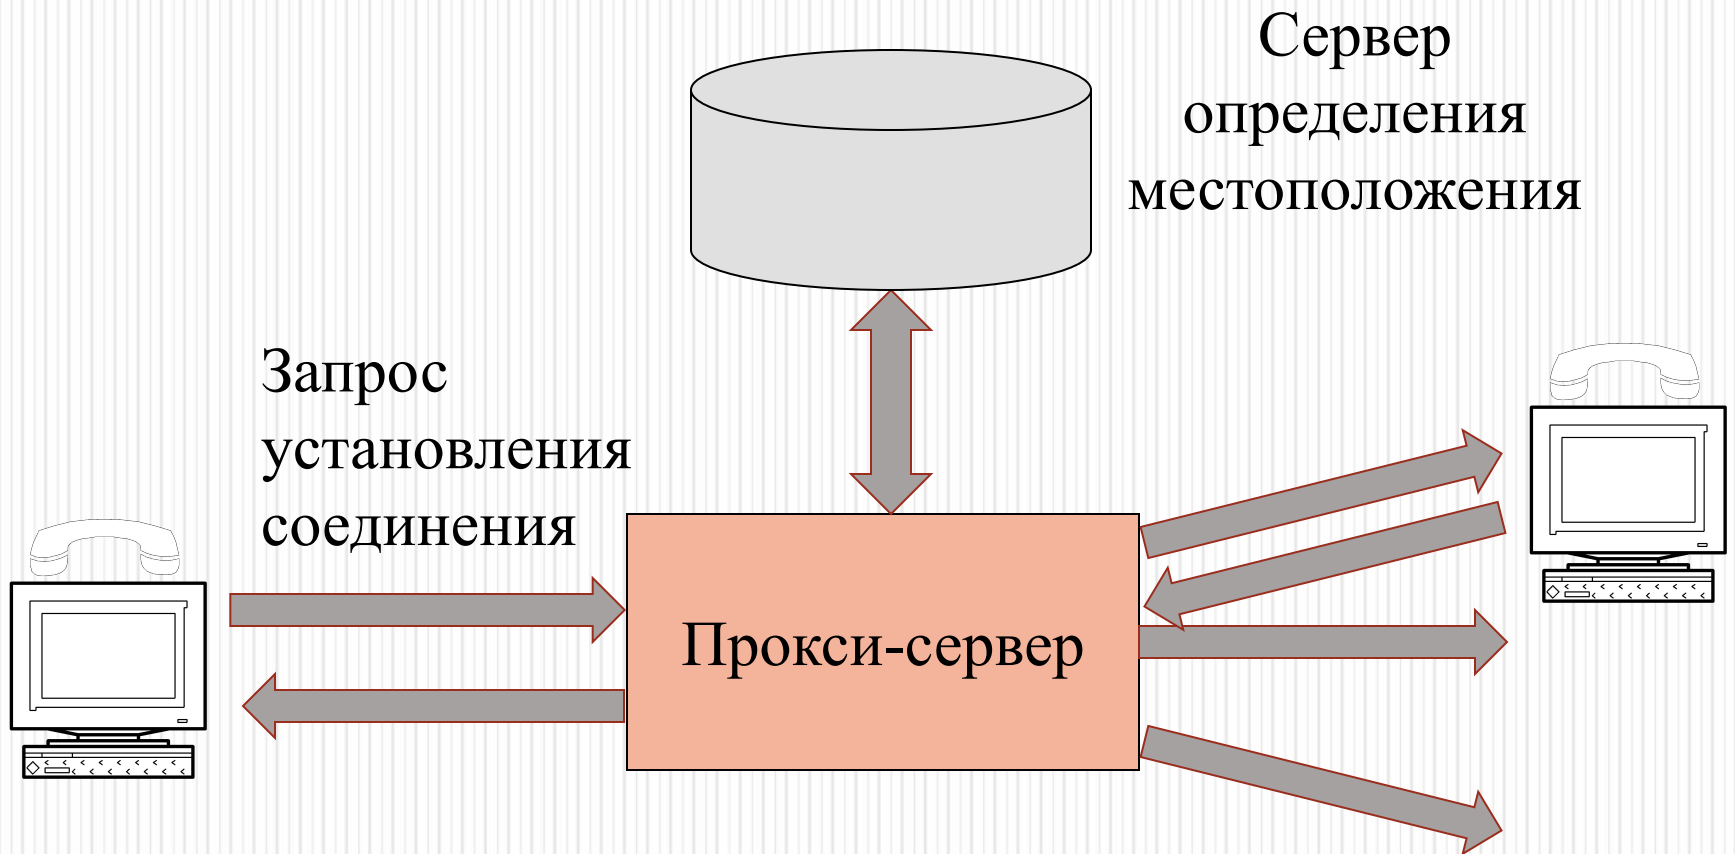 Сервер
определения
местоположения
Запрос
установления
соединения
Прокси-сервер